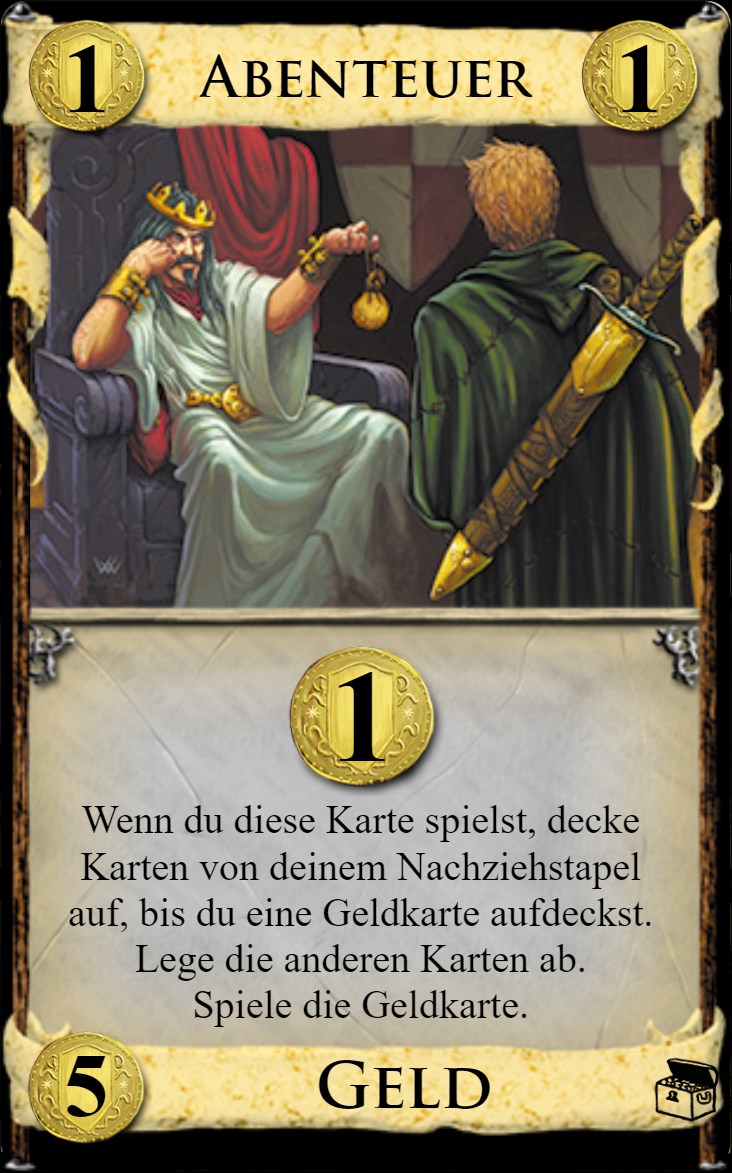 1 ABENTEUER 1
1
Wenn du diese Karte spielst, decke
Karten von deinem Nachziehstapel
auf, bis du eine Geldkarte aufdeckst.
Lege die anderen Karten ab.
Spiele die Geldkarte.
5 GELD